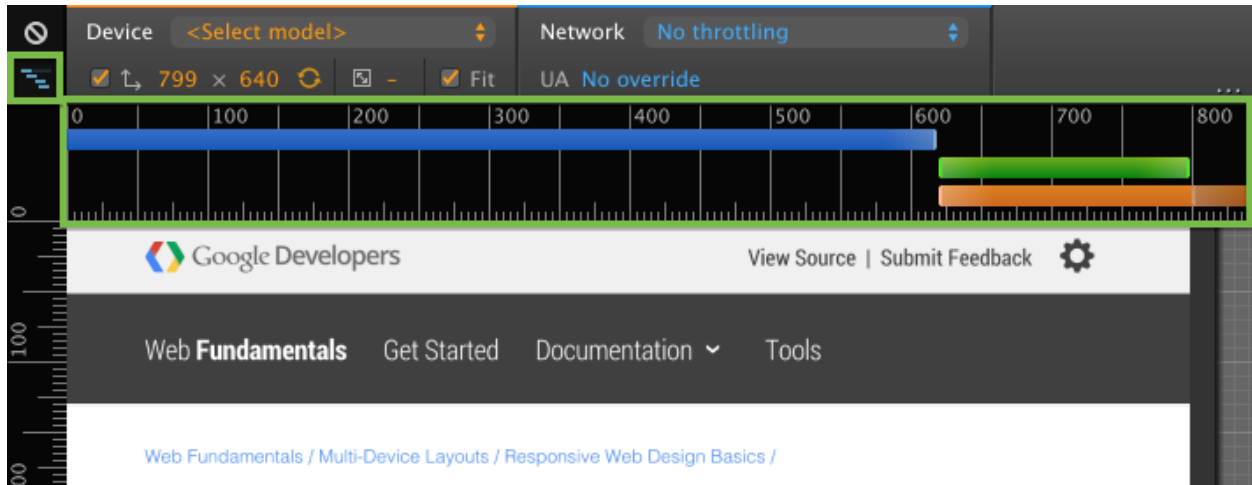 Device <Select model> Network No throttling
799 × 640 – Fit UA No override
...
0 100 200 300 400 500 600 700 800
0
Google Developers View Source | Submit Feedback
100
Web Fundamentals Get Started Documentation Tools
Web Fundamentals / Multi-Device Layouts / Responsive Web Design Basics /
00